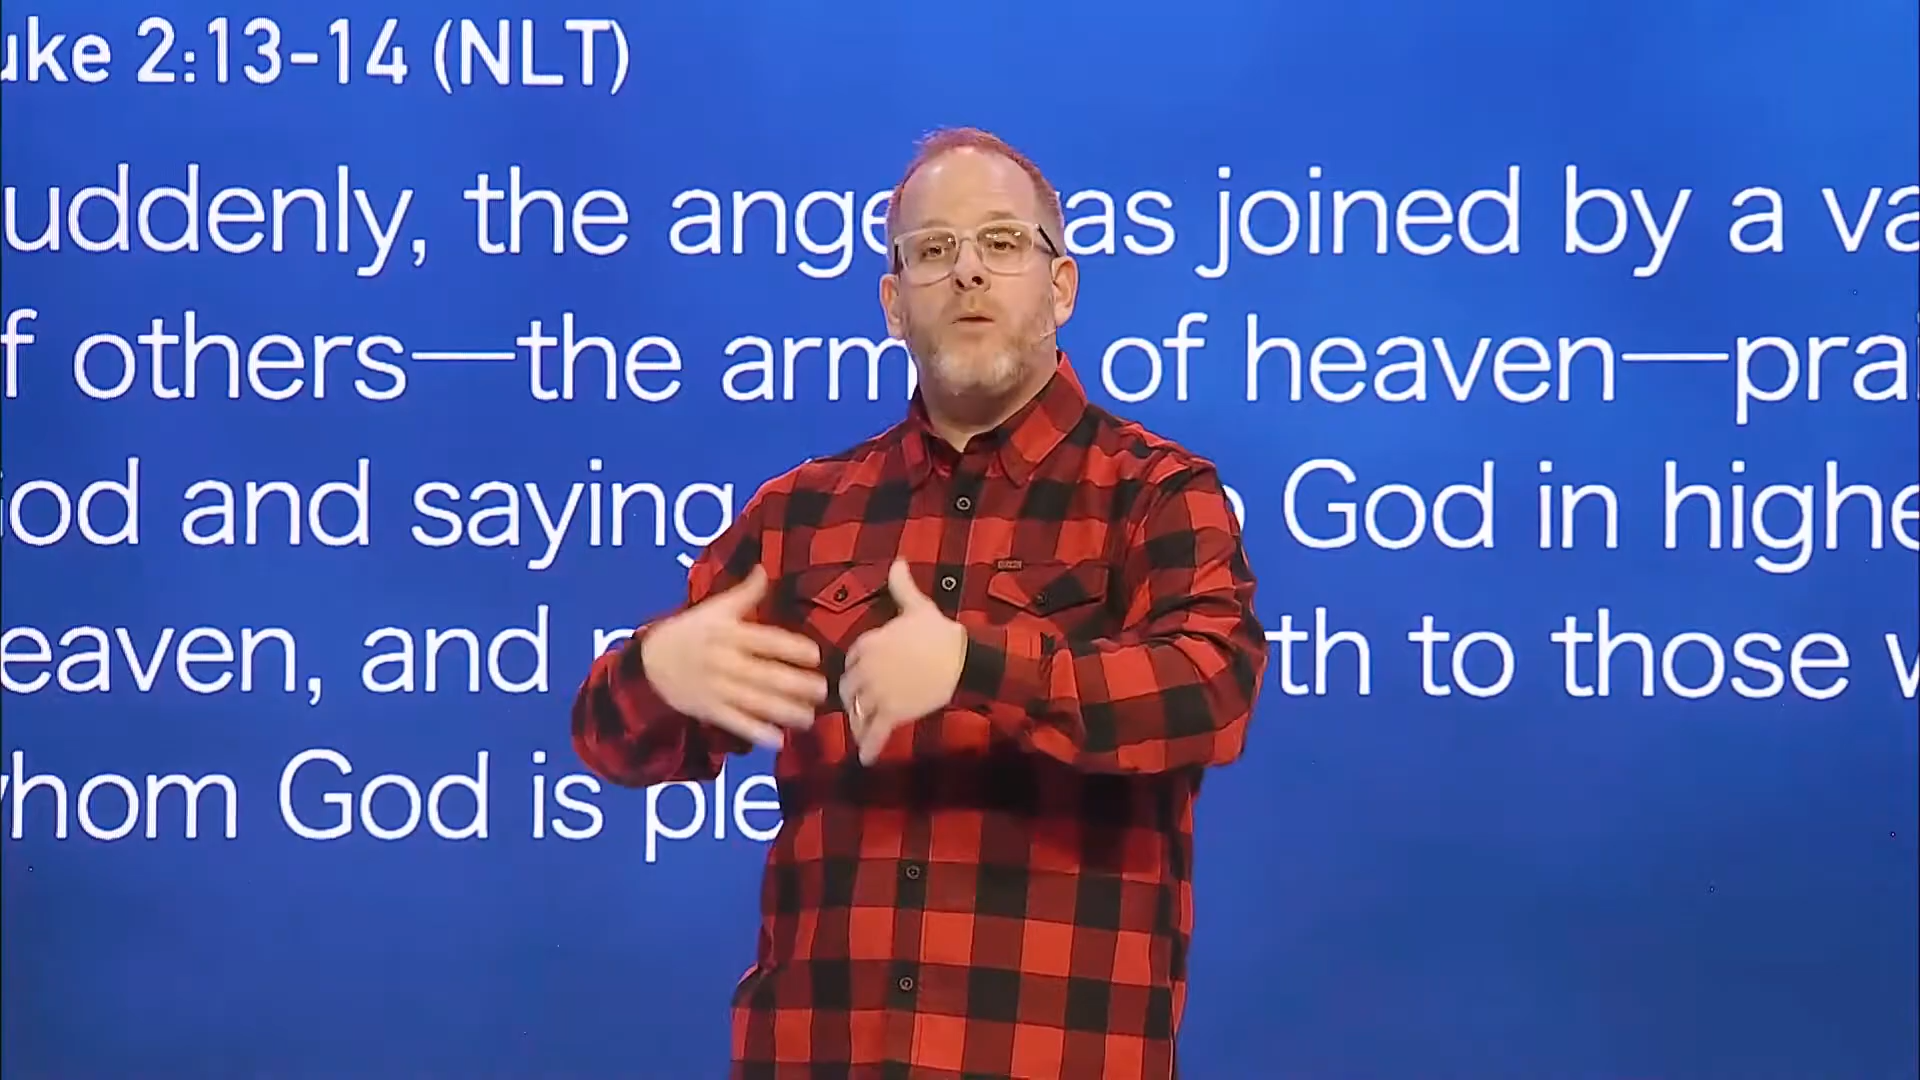 uke 2:13-14 (NLT)
uddenly, the ange as joined by a va
f others—the arm of heaven—prai
od and saying God in highe
eaven, and th to those w
hom God is ple